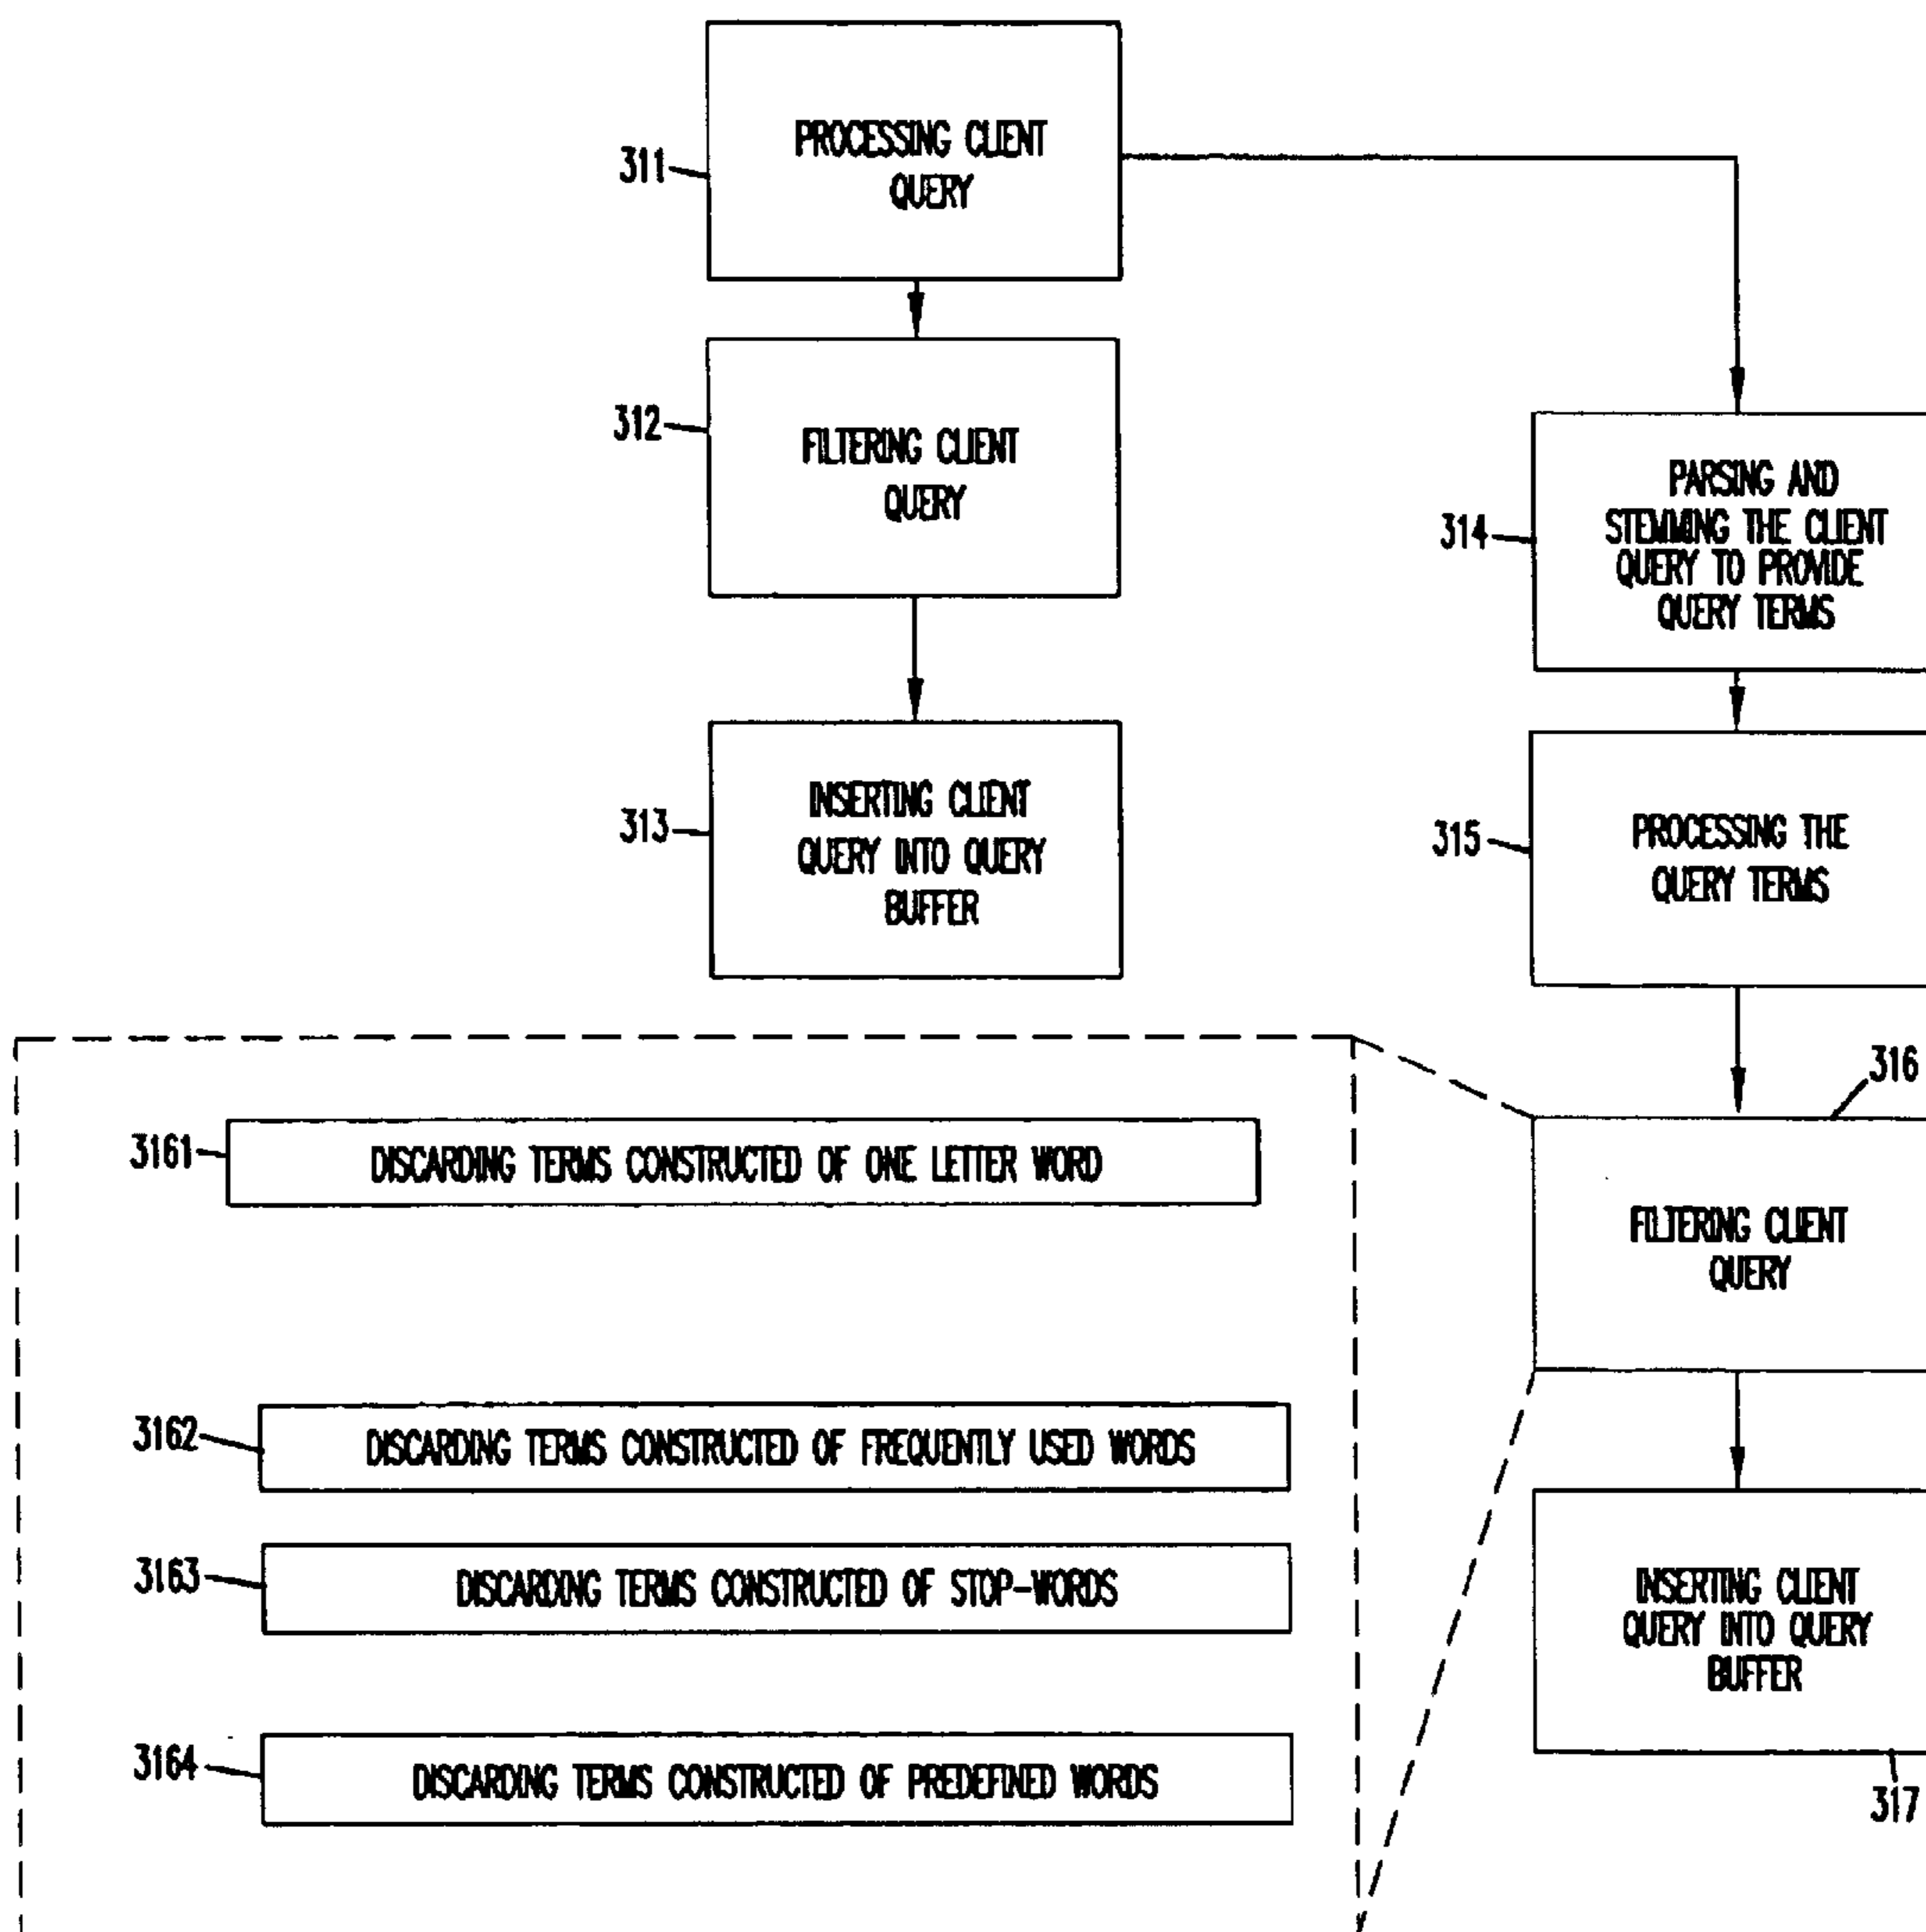 311
PROCESSING CLIENT
QUERY
312
FILTERING CLIENT
QUERY
313
INSERTING CLIENT
QUERY INTO QUERY
BUFFER
314
PARSING AND
STEMMING THE CLIENT
QUERY TO PROVIDE
QUERY TERMS
315
PROCESSING THE
QUERY TERMS
316
FILTERING CLIENT
QUERY
3161
DISCARDING TERMS CONSTRUCTED OF ONE LETTER WORD
3162
DISCARDING TERMS CONSTRUCTED OF FREQUENTLY USED WORDS
3163
DISCARDING TERMS CONSTRUCTED OF STOP-WORDS
3164
DISCARDING TERMS CONSTRUCTED OF PREDEFINED WORDS
INSERTING CLIENT
QUERY INTO QUERY
BUFFER
317